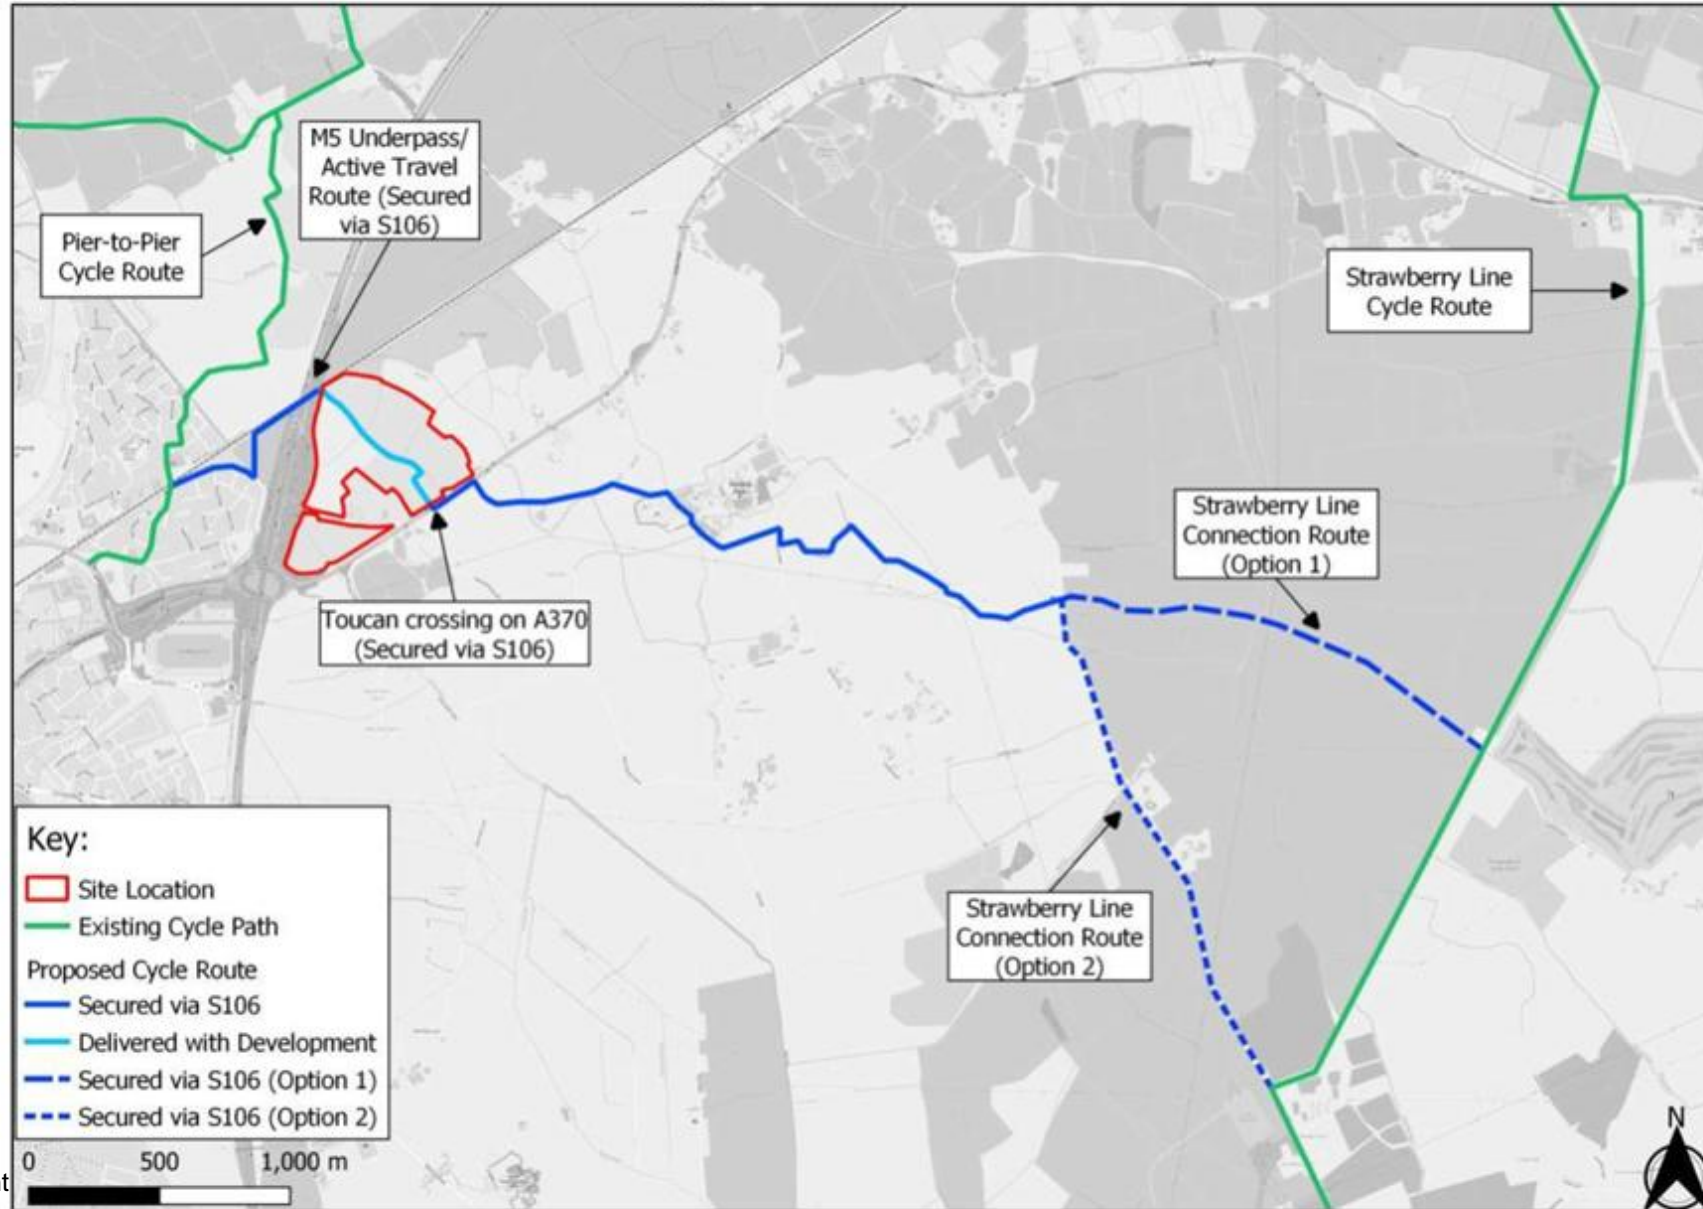 M5 Underpass/
Active Travel
Route (Secured
via S106)
Pier-to-Pier
Cycle Route
Strawberry Line
Cycle Route
Strawberry Line
Connection Route
(Option 1)
Toucan crossing on A370
(Secured via S106)
Strawberry Line
Connection Route
(Option 2)
Key:
Site Location
Existing Cycle Path
Proposed Cycle Route
Secured via S106
Delivered with Development
Secured via S106 (Option 1)
Secured via S106 (Option 2)
0 500 1,000 m
N